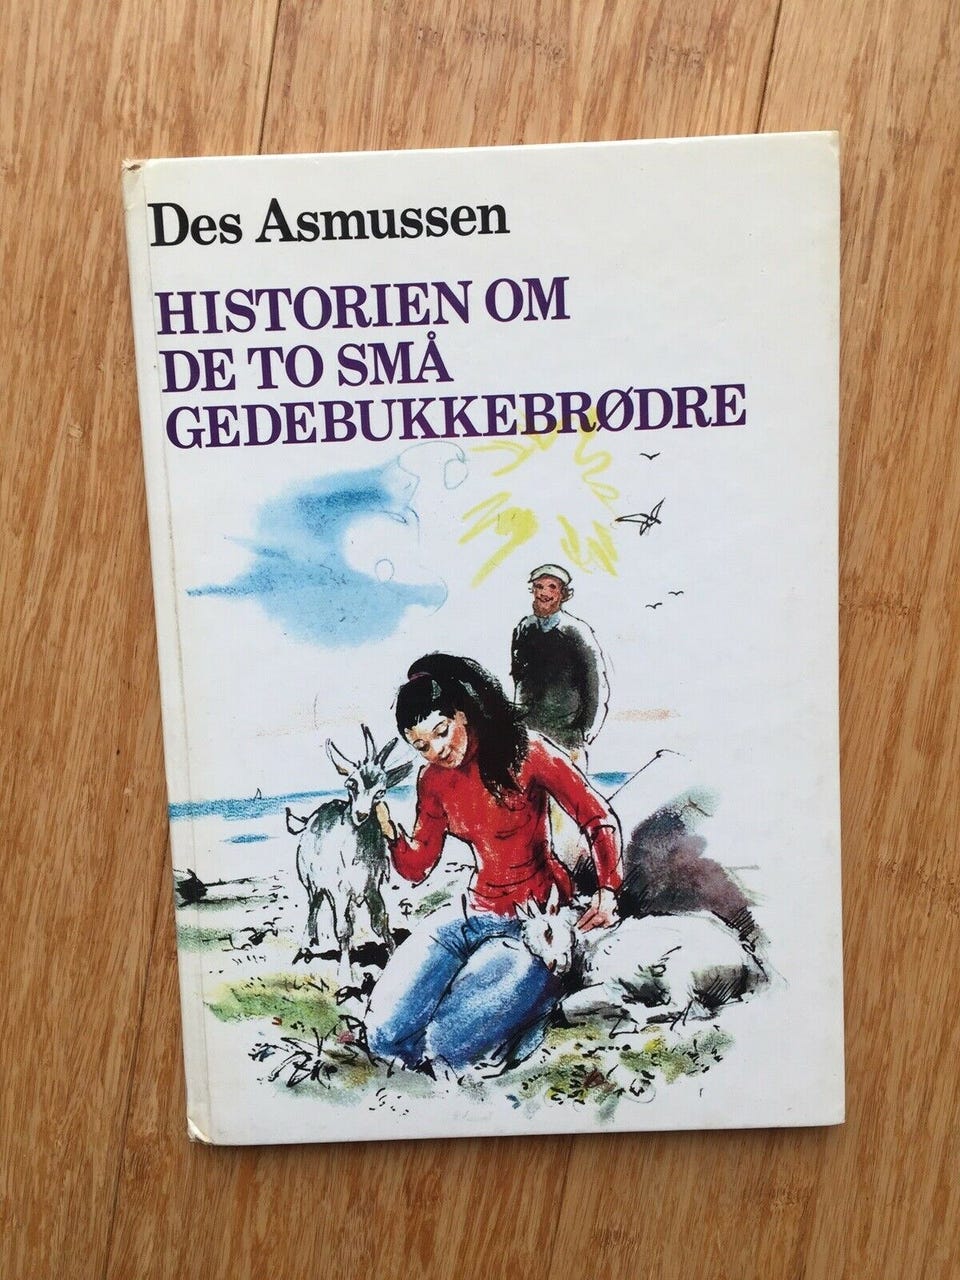 Des Asmussen
HISTORIEN OM
DE TO SMÅ
GEDEBUKKEBRØDRE